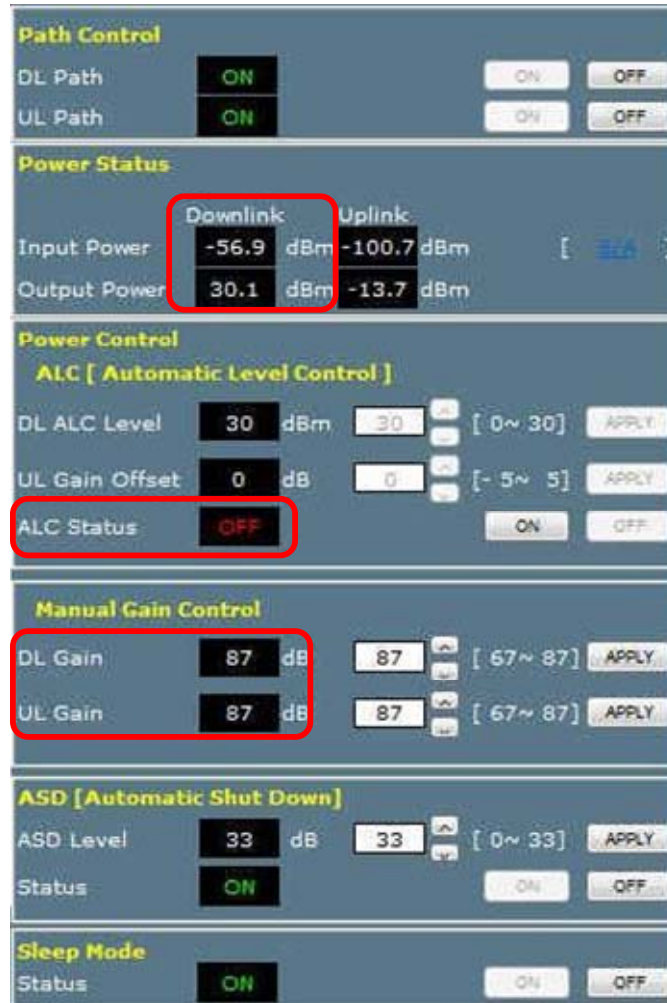 Path Control
DL Path ON ON OFF
UL Path ON ON OFF
Power Status
Downlink Uplink
Input Power -56.9 dBm -100.7 dBm [ ]
Output Power 30.1 dBm -13.7 dBm
Power Control
ALC [ Automatic Level Control ]
DL ALC Level 30 dBm 30 [ 0~ 30] APPLY
UL Gain Offset 0 dB 0 [- 5~ 5] APPLY
ALC Status OFF ON OFF
Manual Gain Control
DL Gain 87 dB 87 [ 67~ 87] APPLY
UL Gain 87 dB 87 [ 67~ 87] APPLY
ASD [Automatic Shut Down]
ASD Level 33 dB 33 [ 0~ 33] APPLY
Status ON ON OFF
Sleep Mode
Status ON ON OFF